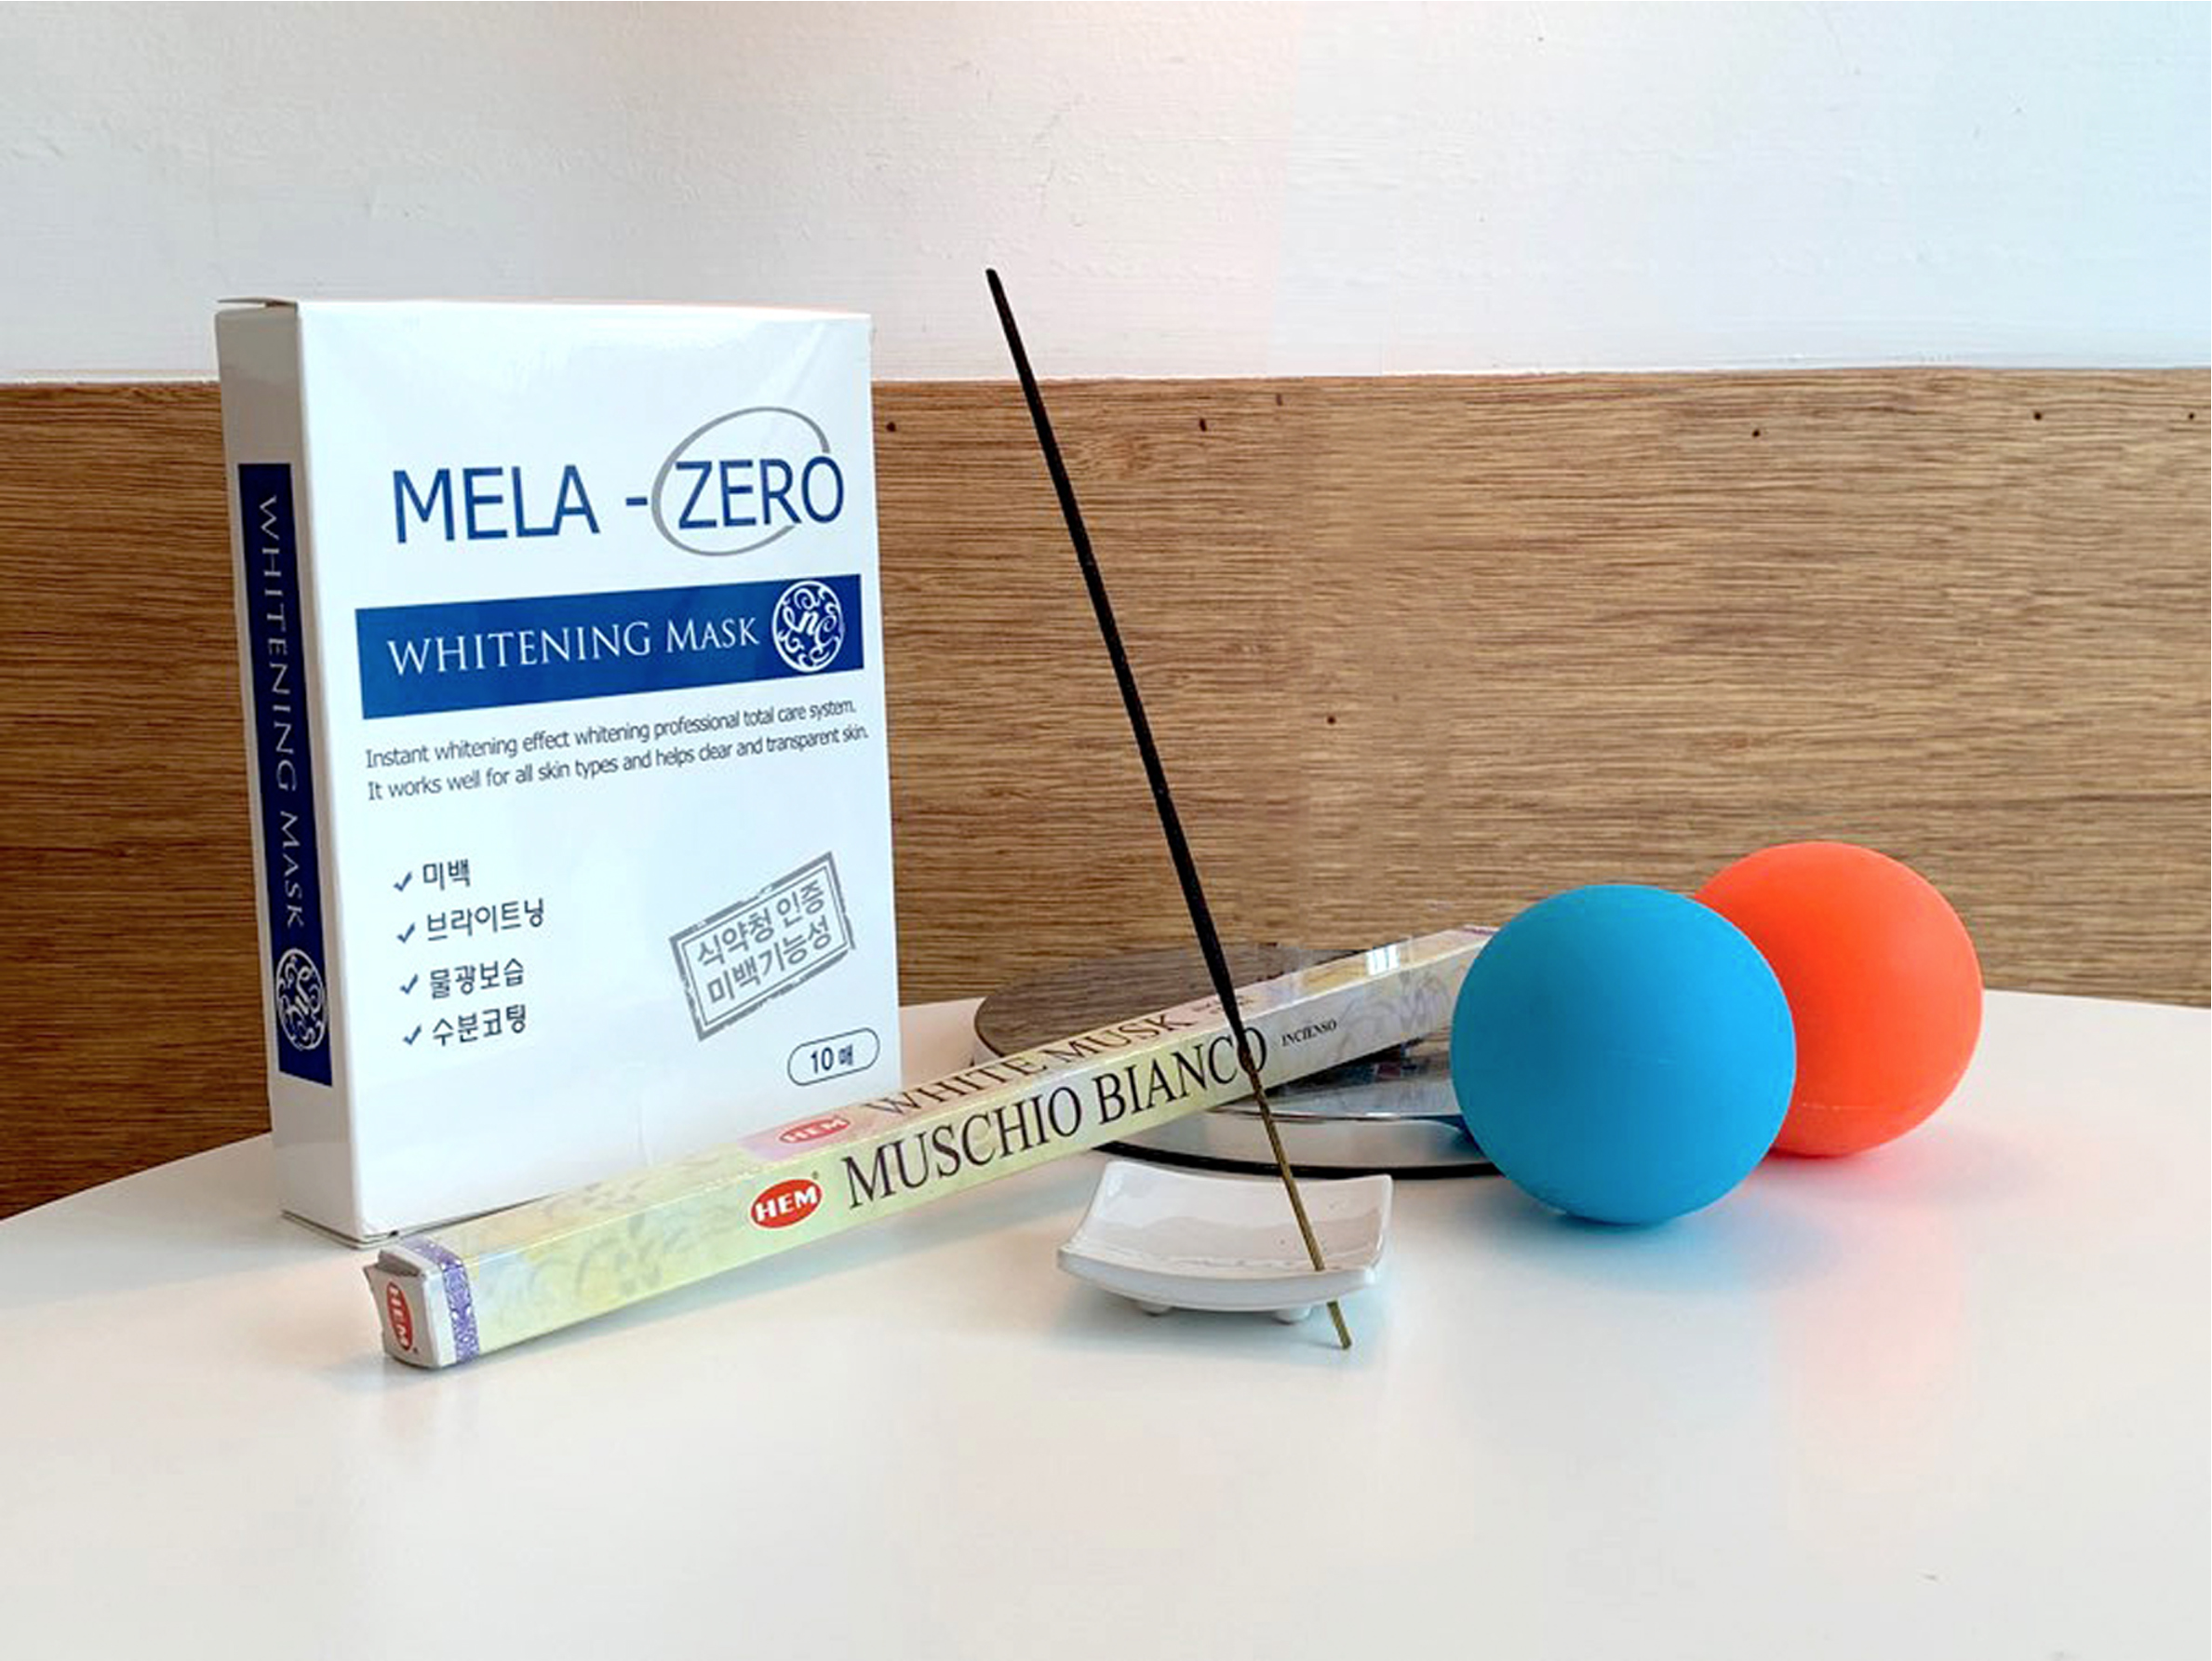 WHITENING MASK
MELA - ZERO
WHITENING MASK
Instant whitening effect whitening professional total care system.
It works well for all skin types and helps clear and transparent skin.
✓ 미백
✓ 브라이트닝
✓ 물광보습
✓ 수분코팅
식약청 인증
미백기능성
10 매
HEM WHITE MUSK
HEM MUSCHIO BIANCO INCIENSO
HEM